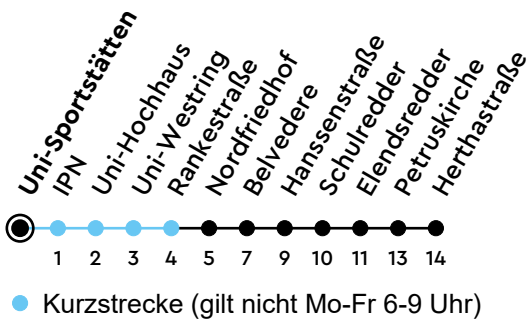 Uni-Sportstätten
IPN
Uni-Hochhaus
Uni-Westring
Rankestraße
Nordfriedhof
Belvedere
Hanssenstraße
Schulredder
Elendsredder
Petruskirche
Herthastraße
1 2 3 4 5 7 9 10 11 13 14
Kurzstrecke (gilt nicht Mo-Fr 6-9 Uhr)